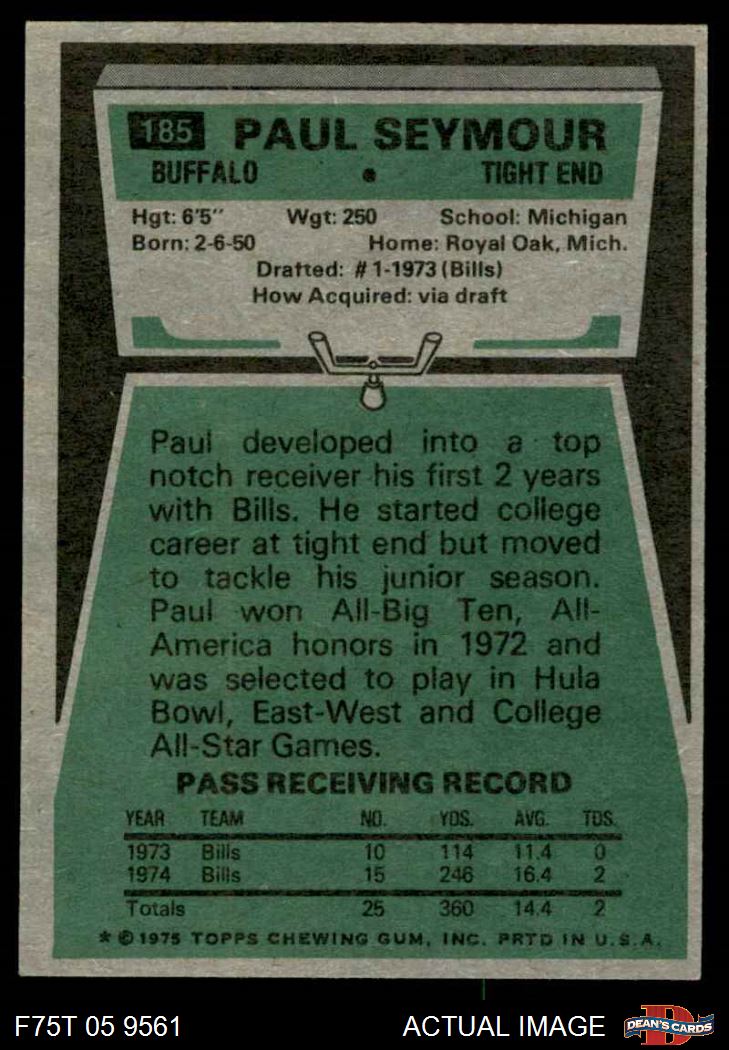 185 PAUL SEYMOUR
BUFFALO • TIGHT END
Hgt: 6'5" Wgt: 250 School: Michigan
Born: 2-6-50 Home: Royal Oak, Mich.
Drafted: #1-1973 (Bills)
How Acquired: via draft
Paul developed into a top
notch receiver his first 2 years
with Bills. He started college
career at tight end but moved
to tackle his junior season.
Paul won All-Big Ten, All-
America honors in 1972 and
was selected to play in Hula
Bowl, East-West and College
All-Star Games.
PASS RECEIVING RECORD
YEAR TEAM NO. YDS. AVG. TDS.
1973 Bills 10 114 11.4 0
1974 Bills 15 246 16.4 2
Totals 25 360 14.4 2
* © 1975 TOPPS CHEWING GUM, INC. PRTD IN U.S.A.
F75T 05 9561 ACTUAL IMAGE D DEAN'S CARDS